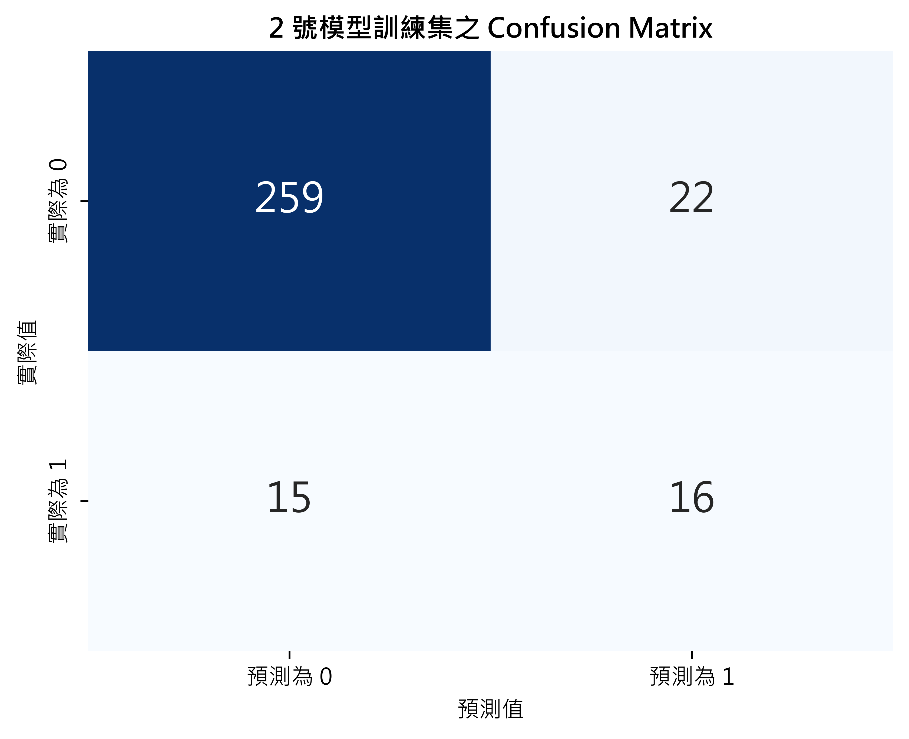 2 號模型訓練集之 Confusion Matrix
實際為 0
259
22
實際值
實際為 1
15
16
預測為 0
預測為 1
預測值